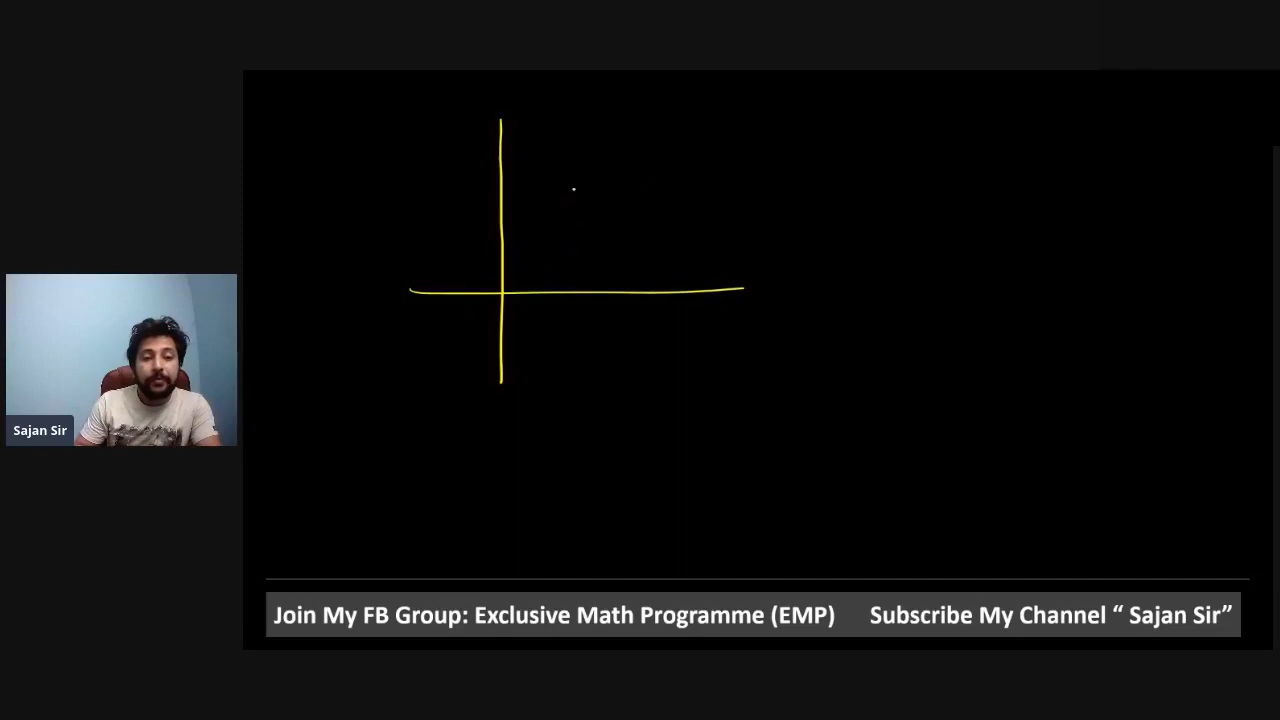 Sajan Sir
Join My FB Group: Exclusive Math Programme (EMP) Subscribe My Channel “ Sajan Sir”